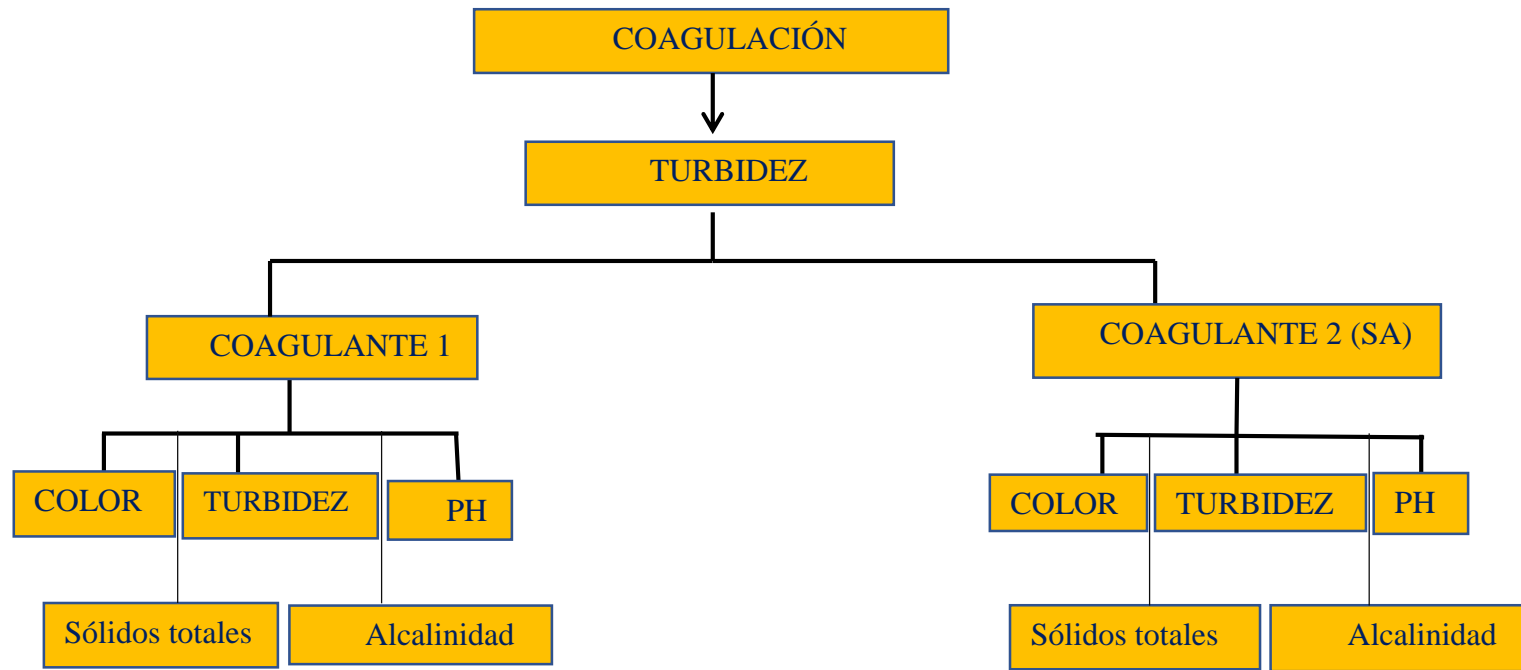 COAGULACIÓN
TURBIDEZ
COAGULANTE 1
COAGULANTE 2 (SA)
COLOR
TURBIDEZ
PH
Sólidos totales
Alcalinidad
COLOR
TURBIDEZ
PH
Sólidos totales
Alcalinidad